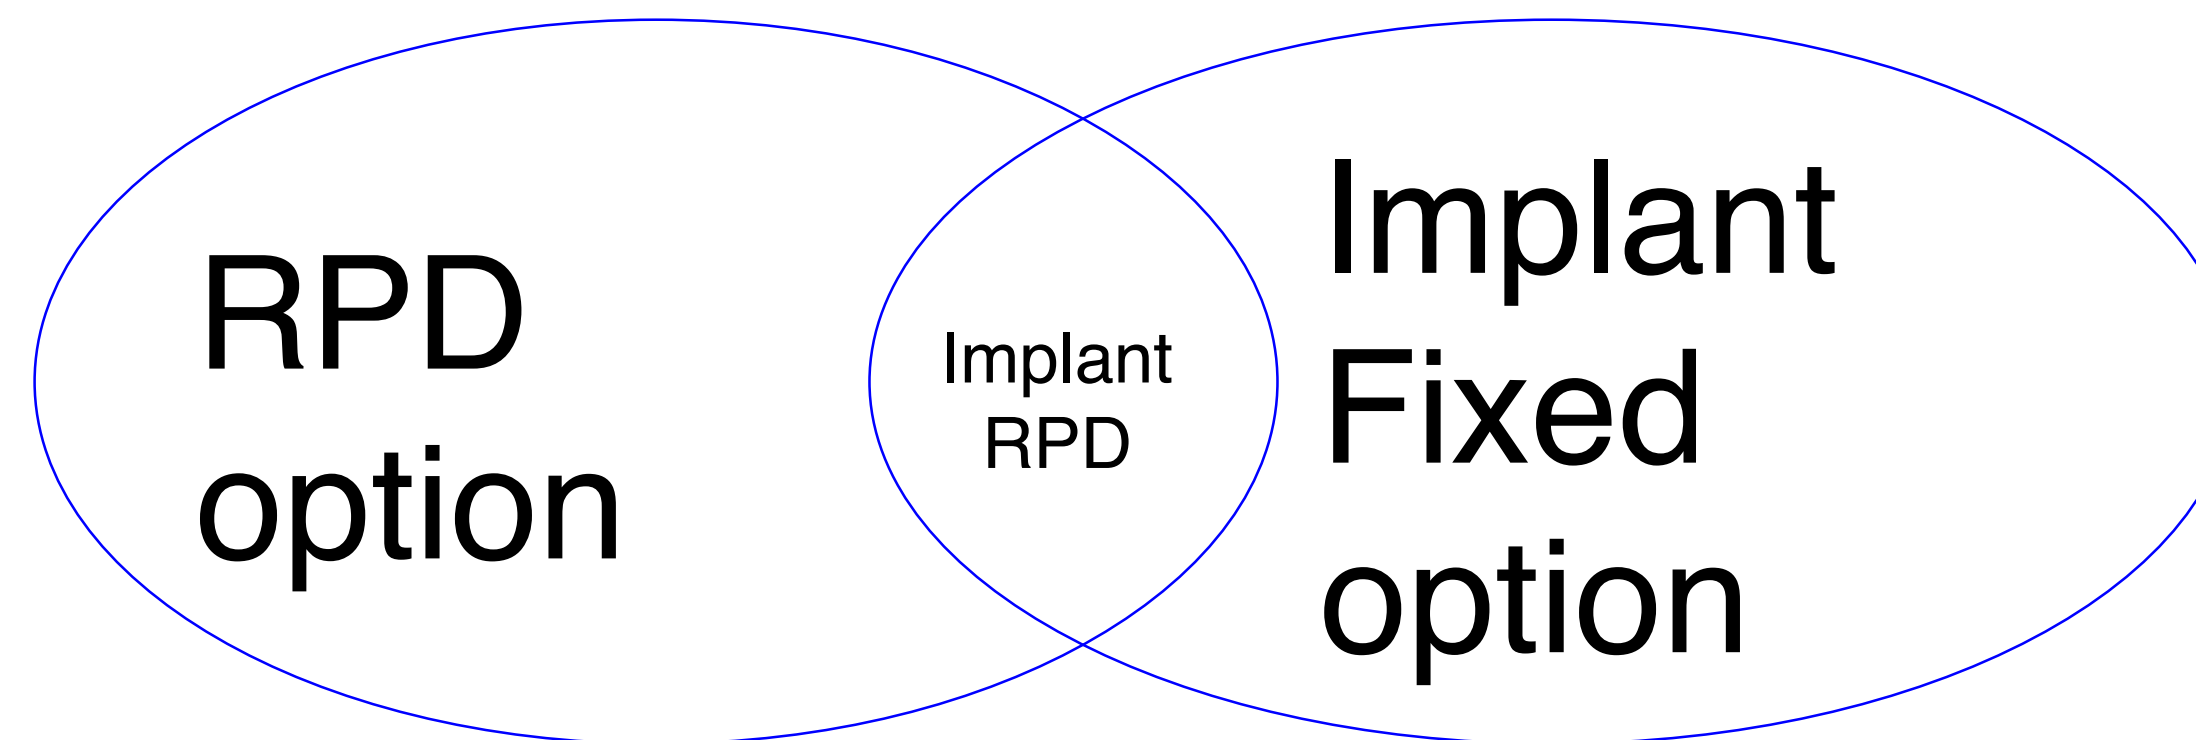 RPD
option
Implant
RPD
Implant
Fixed
option